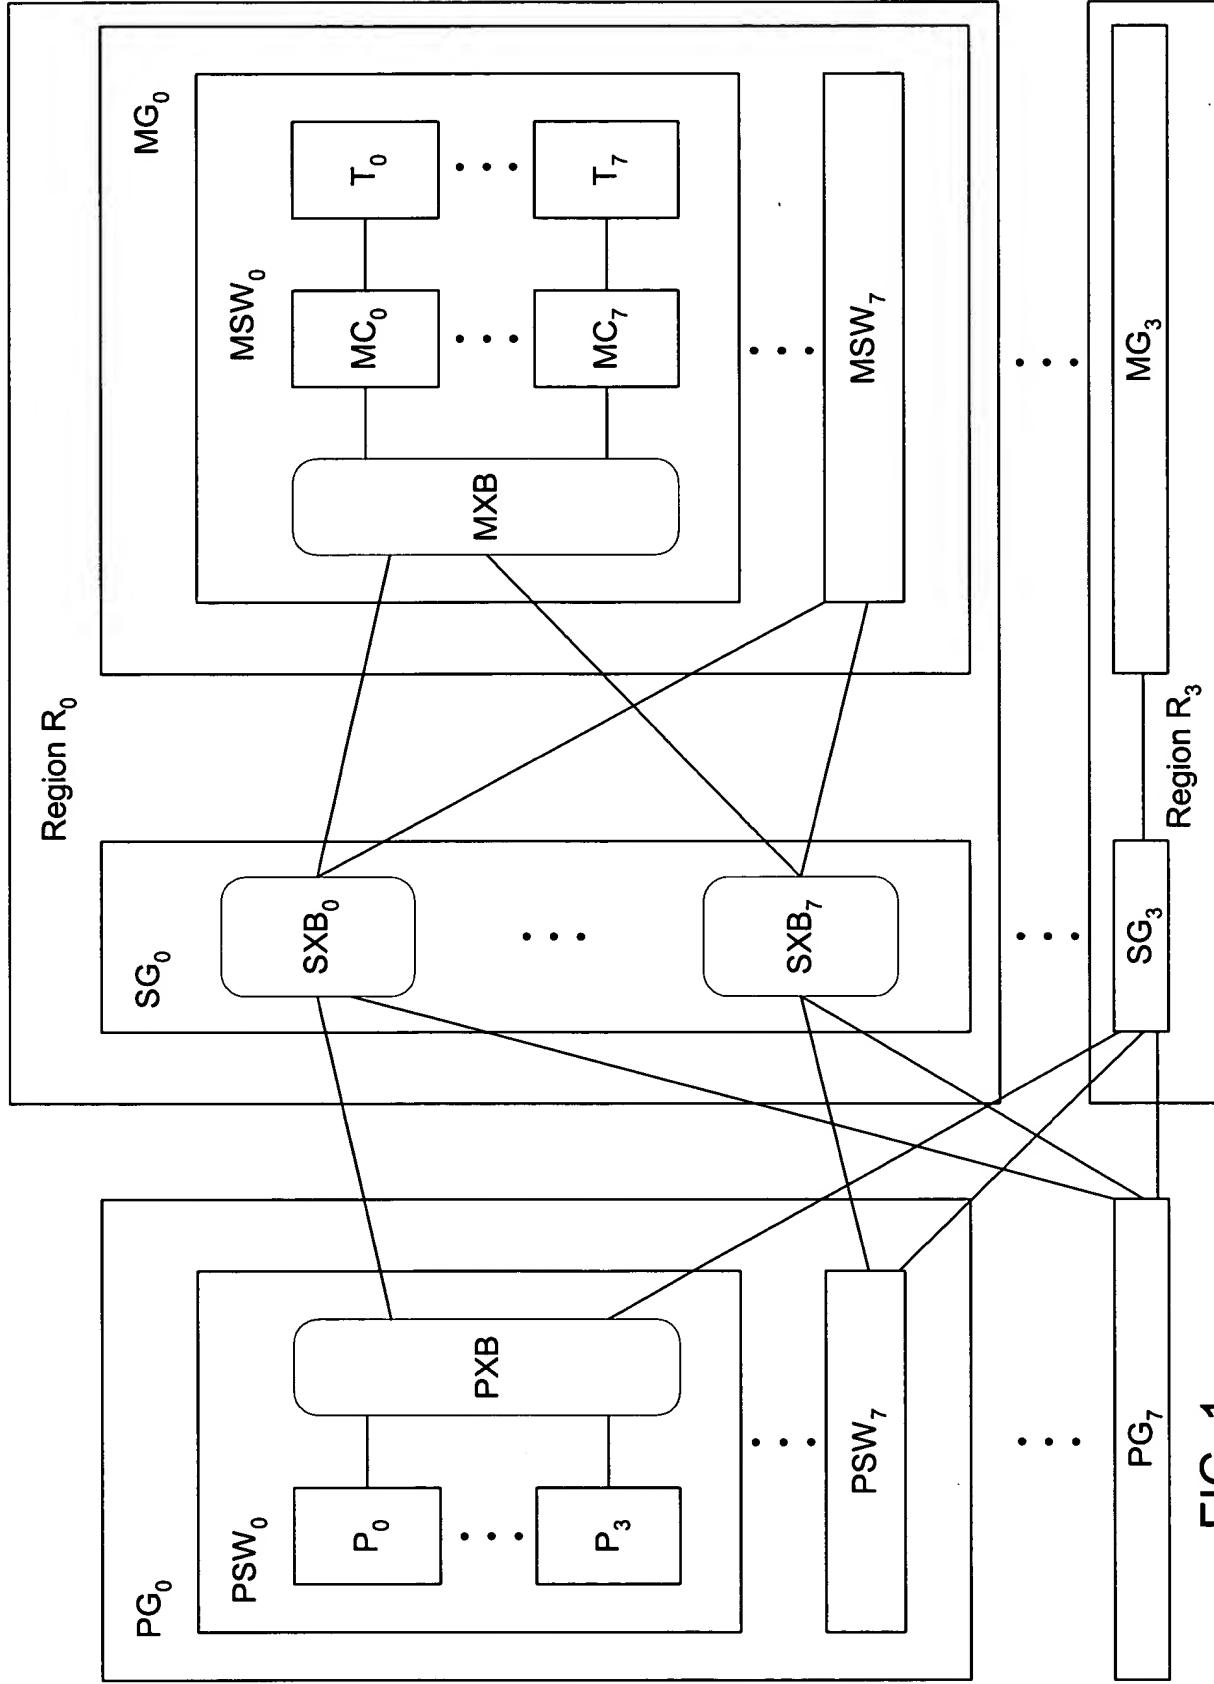 Region R₀
PG₀
PSW₀
P₀
P₃
PXB
PSW₇
SG₀
SXB₀
SXB₇
MG₀
MSW₀
MXB
MC₀
T₀
MC₇
T₇
MSW₇
PG₇
SG₃
Region R₃
MG₃
FIG. 1